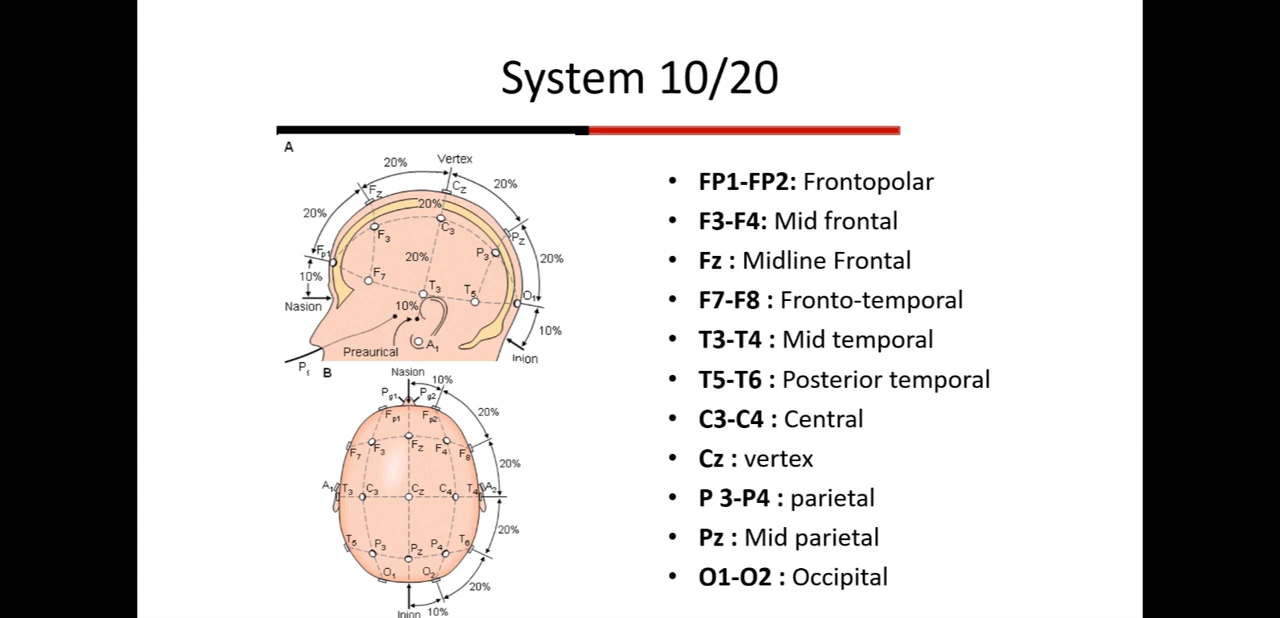 System 10/20
A
20%
Vertex
Fz
Cz
20%
20%
20%
F3
C3
Pz
Fp1
P3
20%
20%
10%
F7
T3
T5
O1
Nasion
10%
10%
Preaurical
A1
Inion
P1
B
Nasion
10%
Pg1
Pg2
Fp1
Fp2
20%
F7
F3
Fz
F4
F8
20%
A1
T3
C3
Cz
C4
T4
A2
20%
T5
P3
Pz
P4
T6
O1
O2
20%
Inion
10%
• FP1-FP2: Frontopolar
• F3-F4: Mid frontal
• Fz : Midline Frontal
• F7-F8 : Fronto-temporal
• T3-T4 : Mid temporal
• T5-T6 : Posterior temporal
• C3-C4 : Central
• Cz : vertex
• P 3-P4 : parietal
• Pz : Mid parietal
• O1-O2 : Occipital